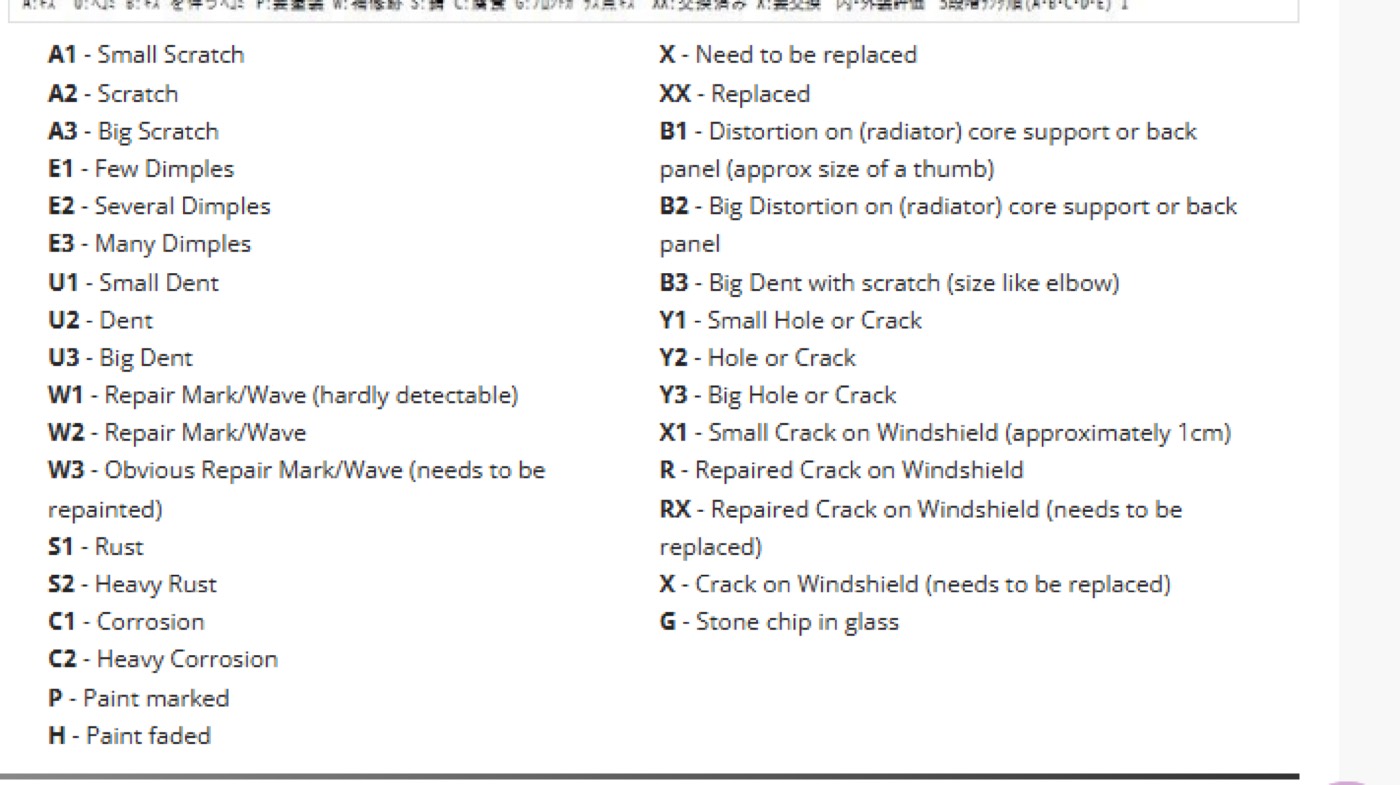 A1 - Small Scratch
A2 - Scratch
A3 - Big Scratch
E1 - Few Dimples
E2 - Several Dimples
E3 - Many Dimples
U1 - Small Dent
U2 - Dent
U3 - Big Dent
W1 - Repair Mark/Wave (hardly detectable)
W2 - Repair Mark/Wave
W3 - Obvious Repair Mark/Wave (needs to be
repainted)
S1 - Rust
S2 - Heavy Rust
C1 - Corrosion
C2 - Heavy Corrosion
P - Paint marked
H - Paint faded
X - Need to be replaced
XX - Replaced
B1 - Distortion on (radiator) core support or back
panel (approx size of a thumb)
B2 - Big Distortion on (radiator) core support or back
panel
B3 - Big Dent with scratch (size like elbow)
Y1 - Small Hole or Crack
Y2 - Hole or Crack
Y3 - Big Hole or Crack
X1 - Small Crack on Windshield (approximately 1cm)
R - Repaired Crack on Windshield
RX - Repaired Crack on Windshield (needs to be
replaced)
X - Crack on Windshield (needs to be replaced)
G - Stone chip in glass